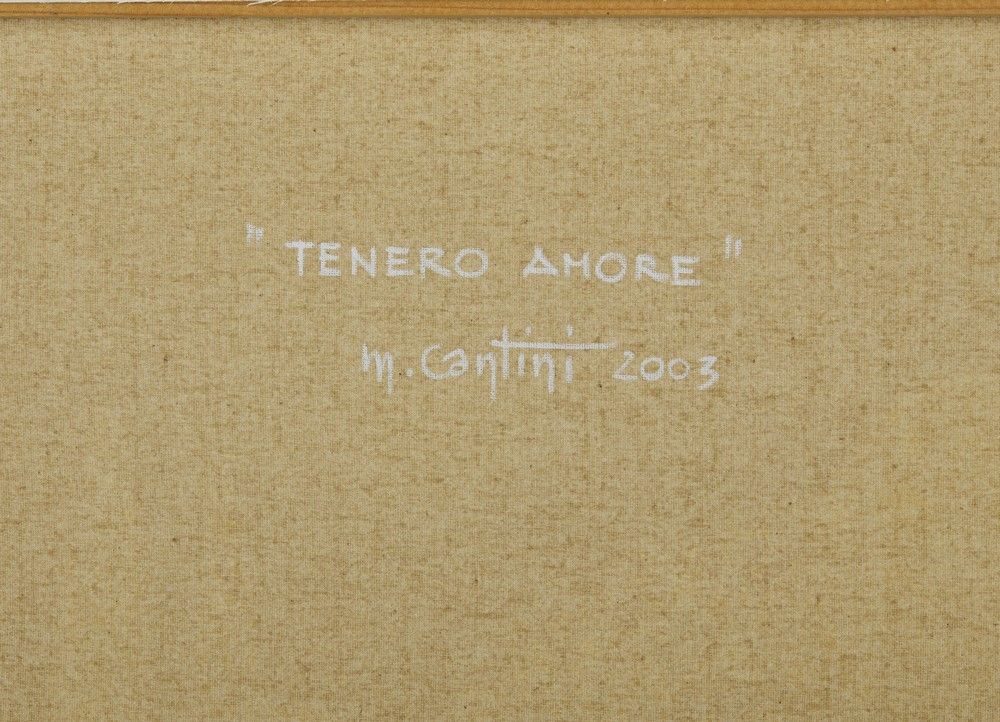 " TENERO AMORE "
M. Cantini 2003